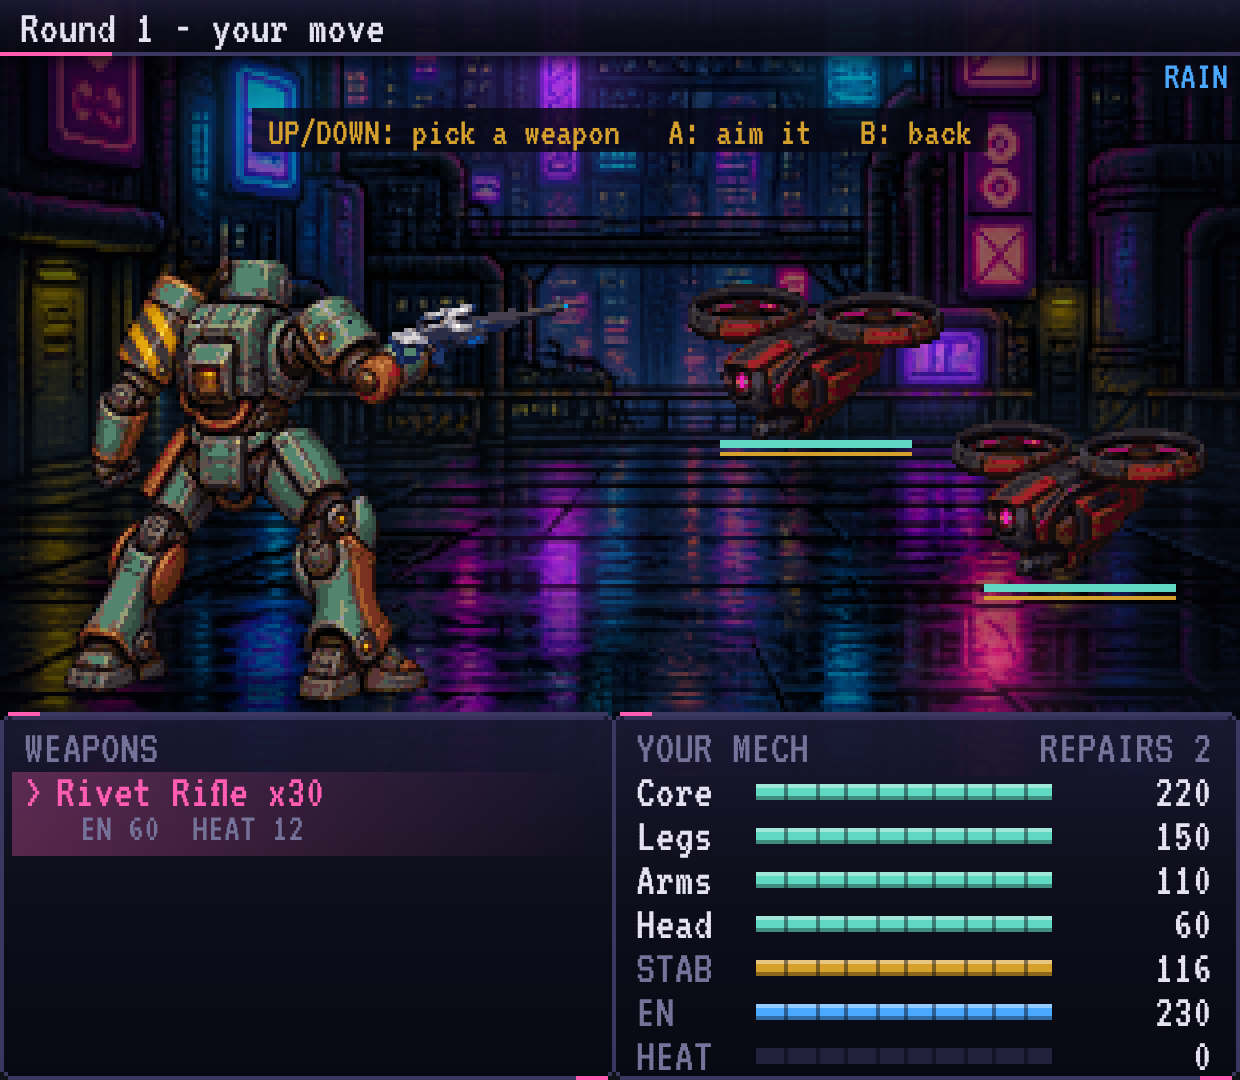 Round 1 - your move
RAIN
UP/DOWN: pick a weapon A: aim it B: back
WEAPONS
> Rivet Rifle x30
EN 60 HEAT 12
YOUR MECH REPAIRS 2
Core 220
Legs 150
Arms 110
Head 60
STAB 116
EN 230
HEAT 0